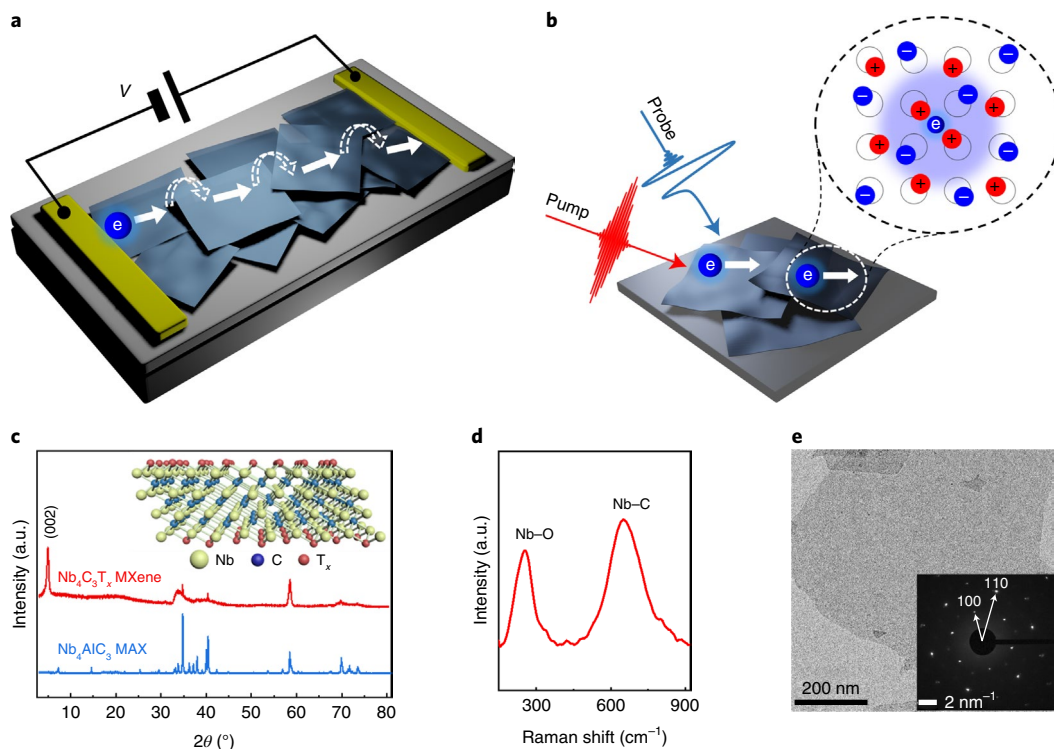 a
V
e
b
Probe
Pump
e
e
e
+
−
c
Intensity (a.u.)
(002)
Nb
C
Tₓ
Nb₄C₃Tₓ MXene
Nb₄AlC₃ MAX
10 20 30 40 50 60 70 80
2θ (°)
d
Intensity (a.u.)
Nb–O
Nb–C
300 600 900
Raman shift (cm⁻¹)
e
110
100
200 nm
2 nm⁻¹